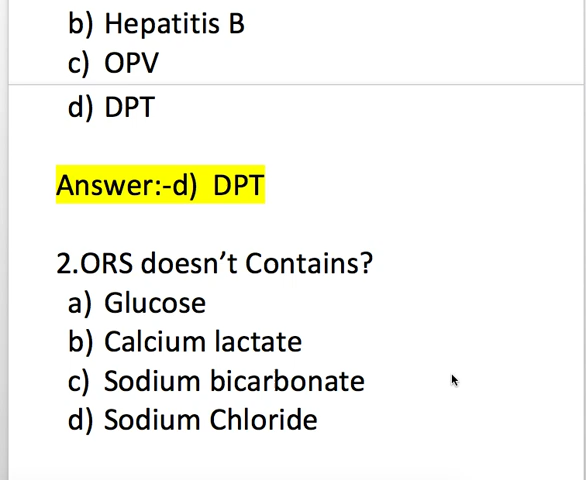 b) Hepatitis B
c) OPV
d) DPT
Answer:-d) DPT
2.ORS doesn’t Contains?
a) Glucose
b) Calcium lactate
c) Sodium bicarbonate
d) Sodium Chloride